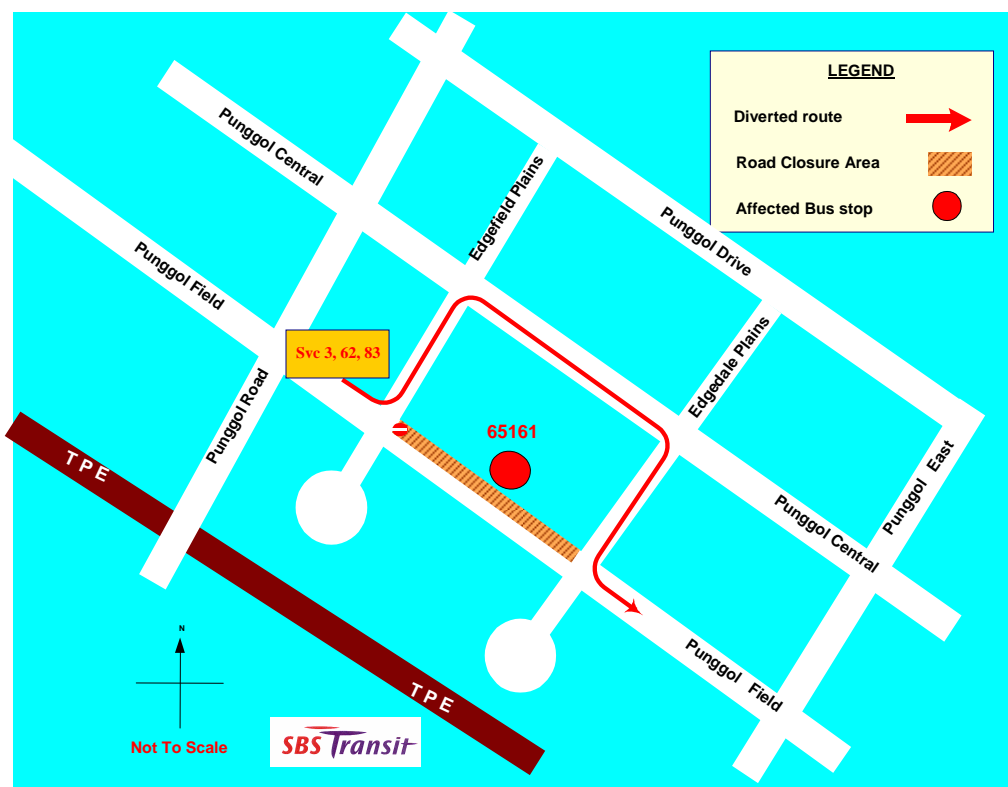 LEGEND
Diverted route
Road Closure Area
Affected Bus stop
Punggol Central
Edgefield Plains
Punggol Drive
Punggol Field
Svc 3, 62, 83
Edgedale Plains
Punggol Road
65161
Punggol East
TPE
Punggol Central
Punggol Field
TPE
N
Not To Scale
SBS Transit